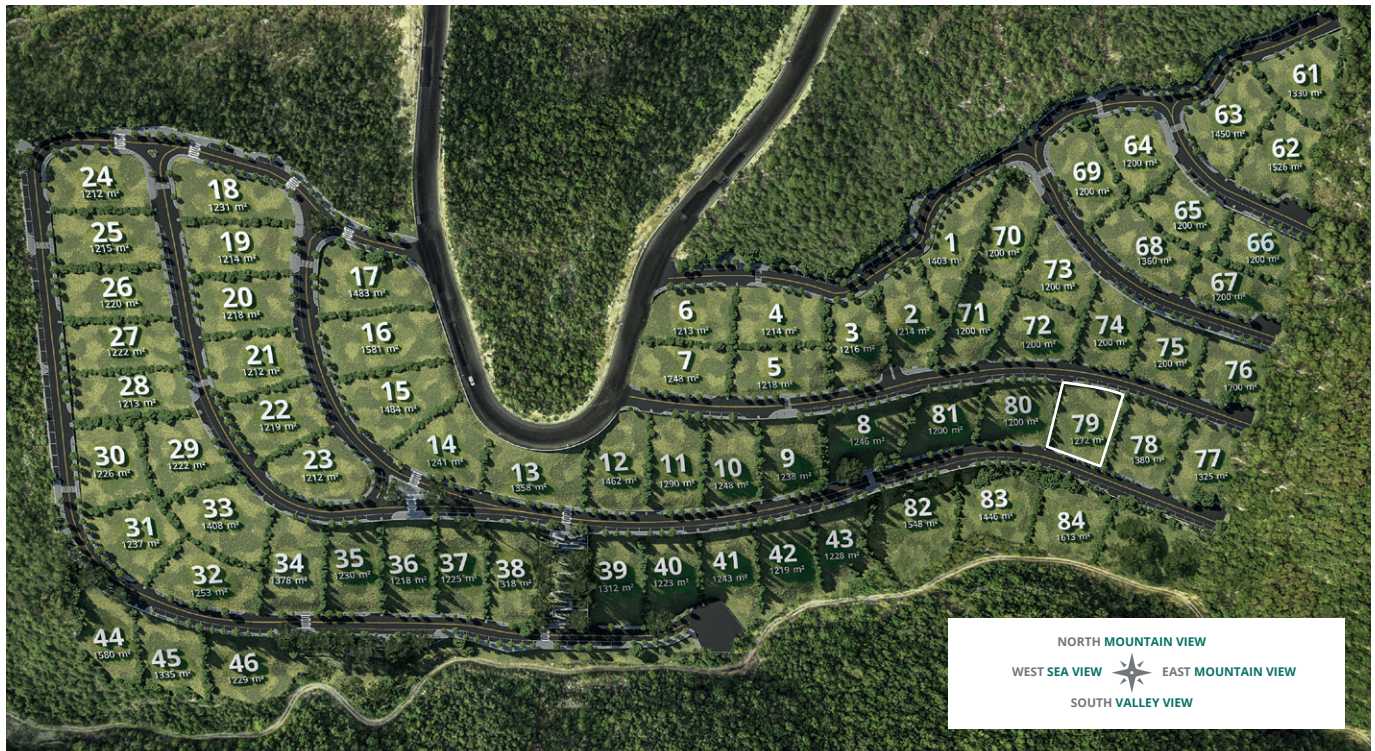 61
1330 m²
63
1450 m²
62
1526 m²
64
1200 m²
69
1200 m²
65
1200 m²
66
1200 m²
68
1360 m²
67
1200 m²
24
1212 m²
18
1231 m²
25
1215 m²
19
1214 m²
17
1483 m²
26
1220 m²
20
1218 m²
27
1222 m²
16
1581 m²
21
1212 m²
28
1213 m²
15
1484 m²
22
1219 m²
30
1226 m²
29
1222 m²
23
1212 m²
14
1241 m²
13
1358 m²
33
1408 m²
31
1237 m²
32
1253 m²
34
1378 m²
35
1230 m²
36
1218 m²
37
1225 m²
38
318 m²
44
1580 m²
45
1335 m²
46
1229 m²
1
1403 m²
70
1200 m²
73
1200 m²
6
1213 m²
4
1214 m²
3
1216 m²
2
1214 m²
71
1200 m²
72
1200 m²
74
1200 m²
75
1200 m²
76
1200 m²
7
1248 m²
5
1218 m²
12
1462 m²
11
1290 m²
10
1248 m²
9
1238 m²
8
1246 m²
81
1200 m²
80
1200 m²
79
1272 m²
78
1380 m²
77
1325 m²
39
1312 m²
40
1223 m²
41
1243 m²
42
1219 m²
43
1228 m²
82
1548 m²
83
1446 m²
84
1613 m²
NORTH MOUNTAIN VIEW
WEST SEA VIEW EAST MOUNTAIN VIEW
SOUTH VALLEY VIEW